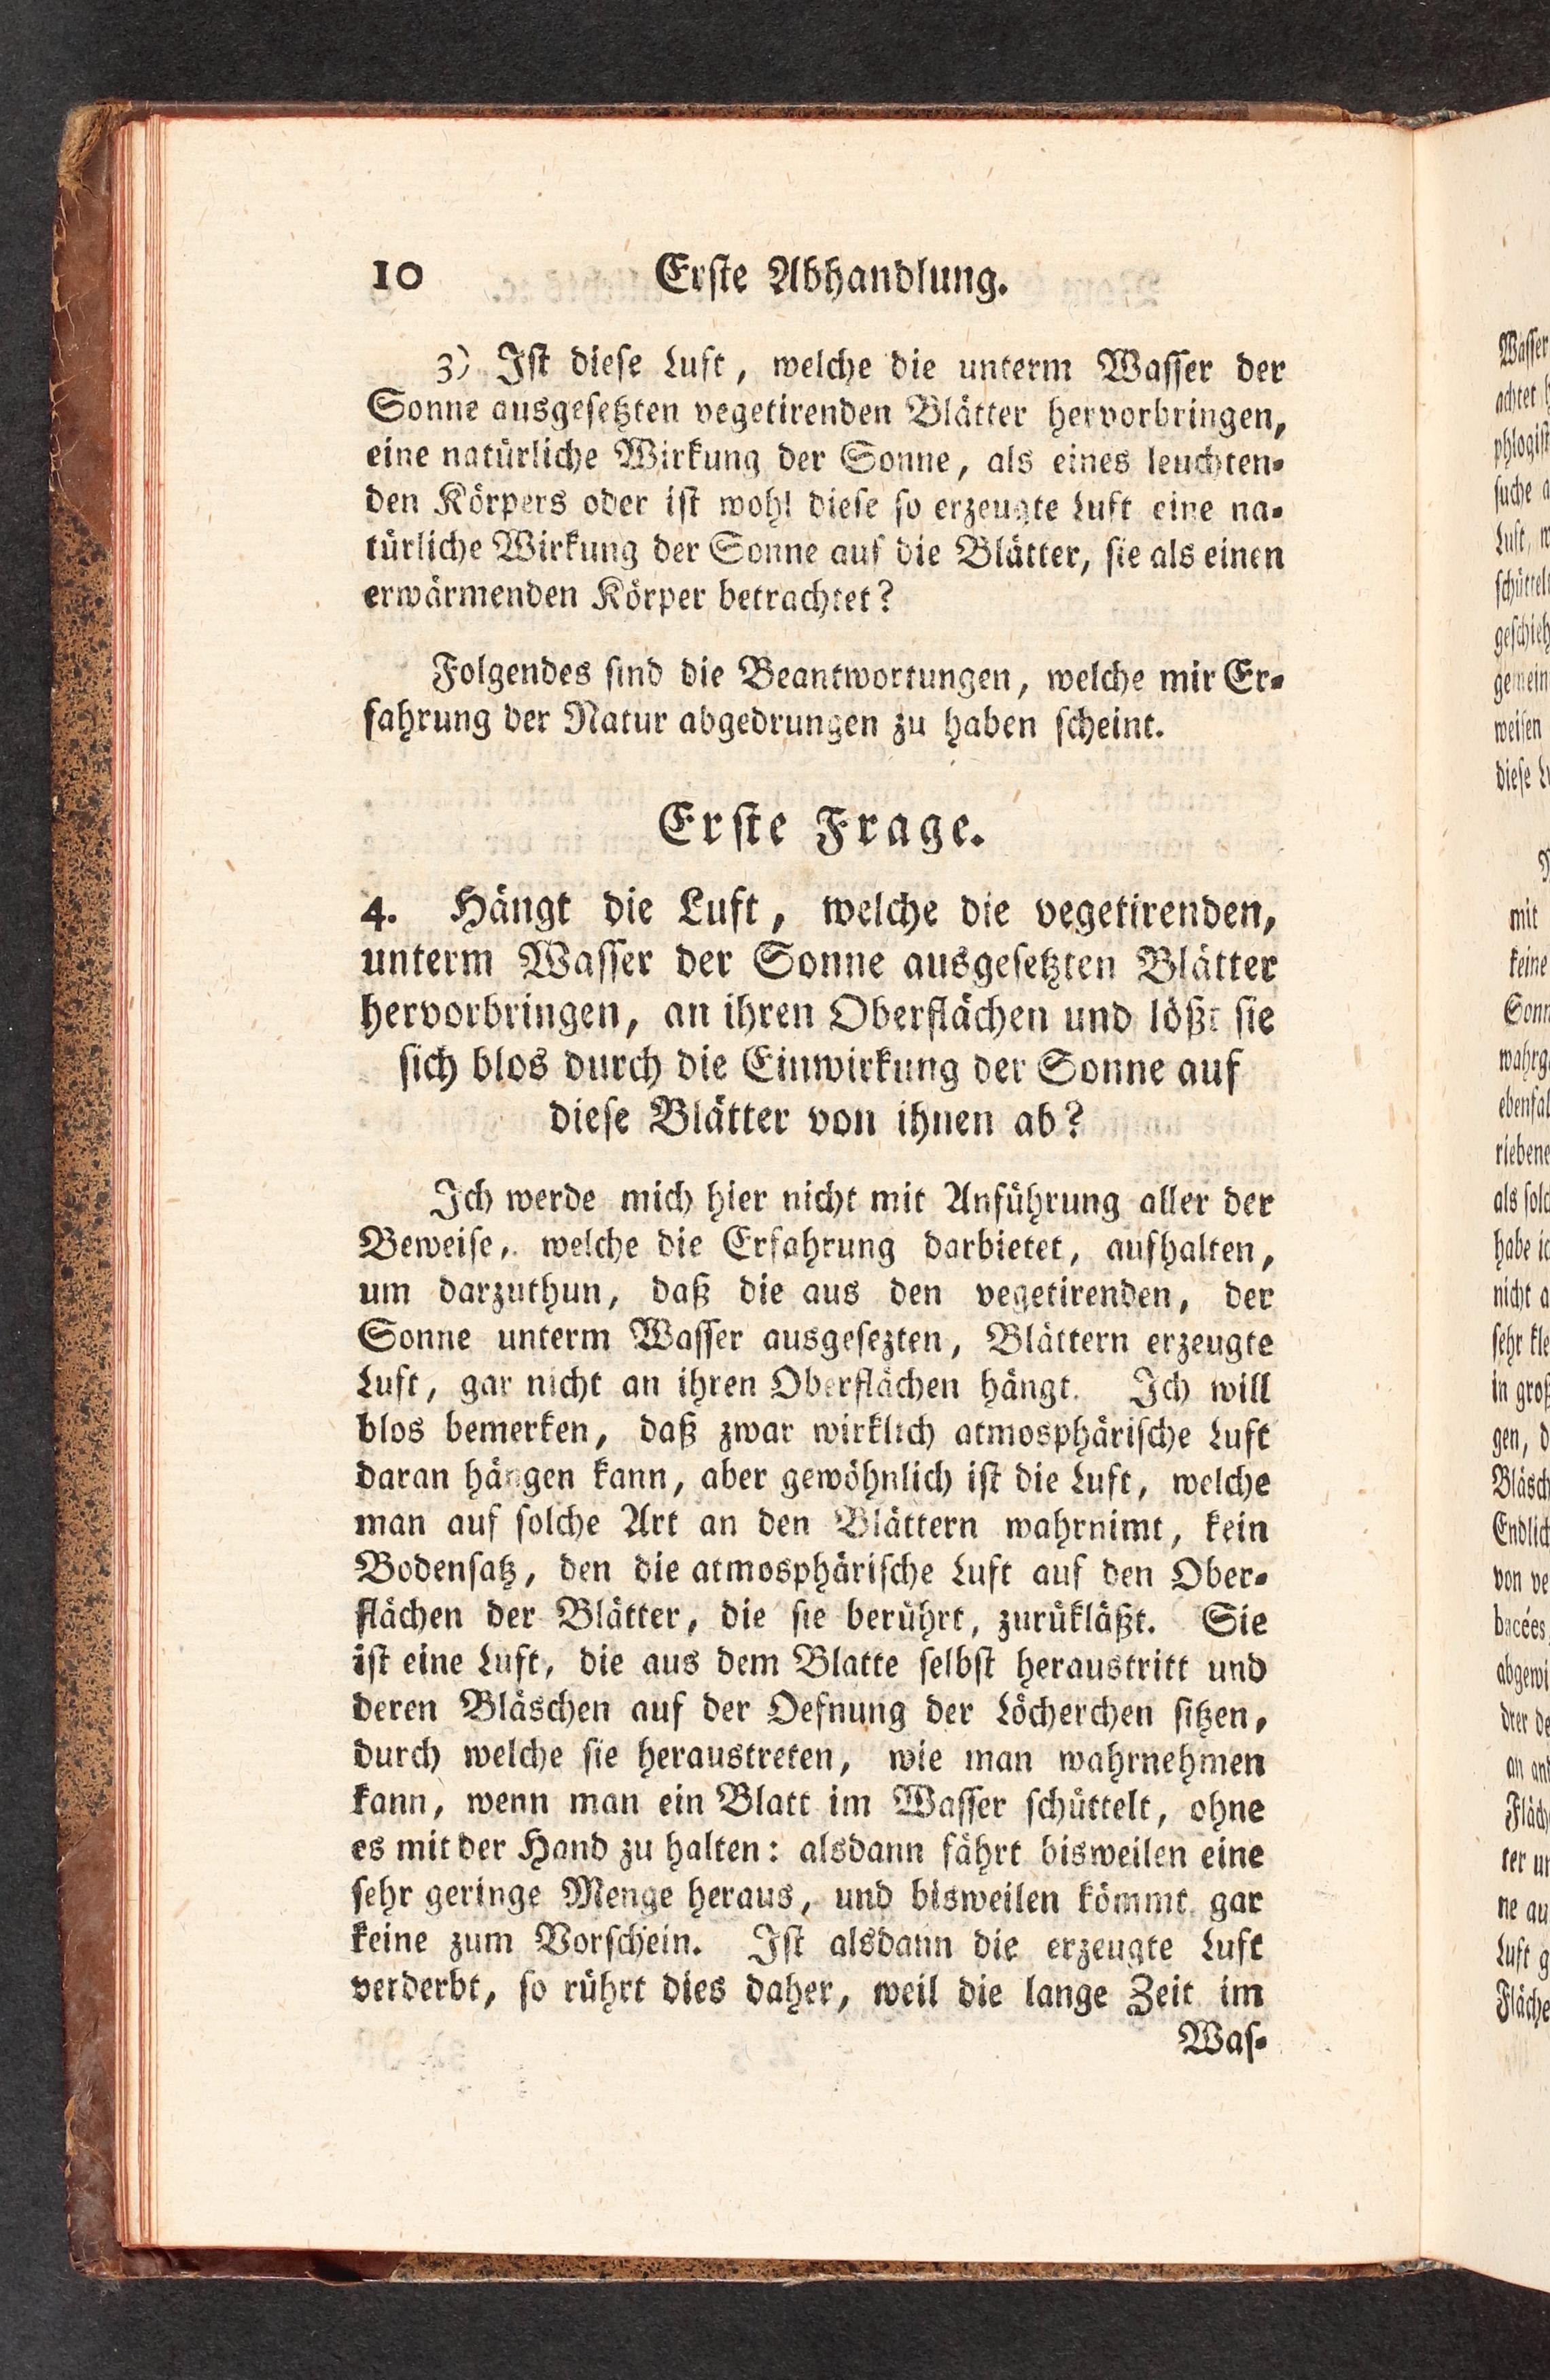 10 Erſte Abhandlung.
3) Iſt dieſe Luft, welche die unterm Waſſer der
Sonne ausgeſetzten vegetirenden Blätter hervorbringen,
eine natürliche Wirkung der Sonne, als eines leuchten-
den Körpers oder iſt wohl dieſe ſo erzeugte Luft eine na-
türliche Wirkung der Sonne auf die Blätter, ſie als einen
erwärmenden Körper betrachtet?
Folgendes ſind die Beantwortungen, welche mir Er-
fahrung der Natur abgedrungen zu haben ſcheint.
Erſte Frage.
4. Hängt die Luft, welche die vegetirenden,
unterm Waſſer der Sonne ausgeſetzten Blätter
hervorbringen, an ihren Oberflächen und lößt ſie
ſich blos durch die Einwirkung der Sonne auf
dieſe Blätter von ihnen ab?
Ich werde mich hier nicht mit Anführung aller der
Beweiſe, welche die Erfahrung darbietet, aufhalten,
um darzuthun, daß die aus den vegetirenden, der
Sonne unterm Waſſer ausgeſezten, Blättern erzeugte
Luft, gar nicht an ihren Oberflächen hängt. Ich will
blos bemerken, daß zwar wirklich atmosphäriſche Luft
daran hängen kann, aber gewöhnlich iſt die Luft, welche
man auf ſolche Art an den Blättern wahrnimt, kein
Bodenſatz, den die atmosphäriſche Luft auf den Ober-
flächen der Blätter, die ſie berührt, zurükläßt. Sie
iſt eine Luft, die aus dem Blatte ſelbſt heraustritt und
deren Bläschen auf der Oefnung der Löcherchen ſitzen,
durch welche ſie heraustreten, wie man wahrnehmen
kann, wenn man ein Blatt im Waſſer ſchüttelt, ohne
es mit der Hand zu halten: alsdann fährt bisweilen eine
ſehr geringe Menge heraus, und bisweilen kömmt gar
keine zum Vorſchein. Iſt alsdann die erzeugte Luft
verderbt, ſo rührt dies daher, weil die lange Zeit im
Waſ-